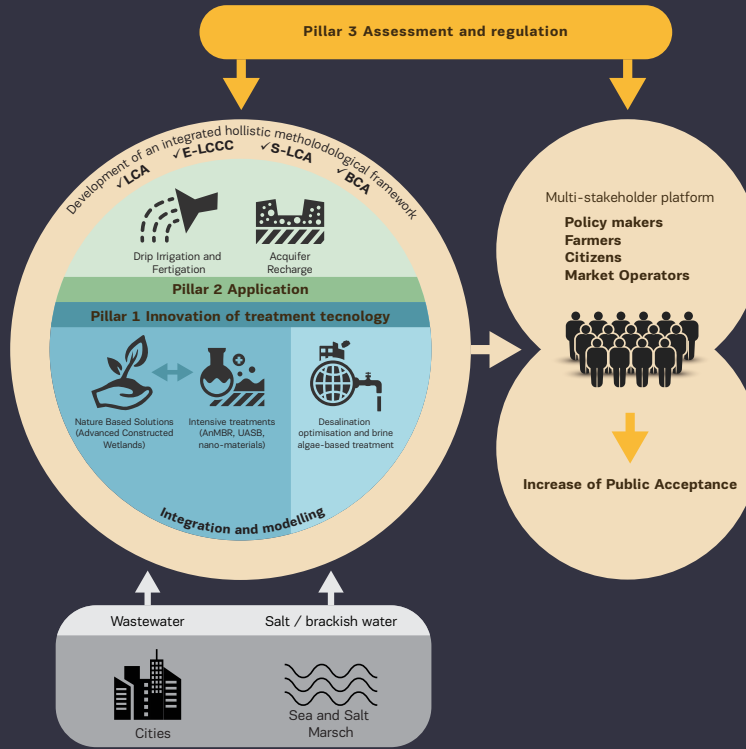 Pillar 3 Assessment and regulation
Development of an integrated hollistic metholodological framework
✓LCA
✓E-LCCC
✓S-LCA
✓BCA
Drip Irrigation and
Fertigation
Acquifer
Recharge
Pillar 2 Application
Pillar 1 Innovation of treatment tecnology
Nature Based Solutions
(Advanced Constructed
Wetlands)
Intensive treatments
(AnMBR, UASB,
nano-materials)
Desalination
optimisation and brine
algae-based treatment
Integration and modelling
Multi-stakeholder platform
Policy makers
Farmers
Citizens
Market Operators
Increase of Public Acceptance
Wastewater
Salt / brackish water
Cities
Sea and Salt
Marsch